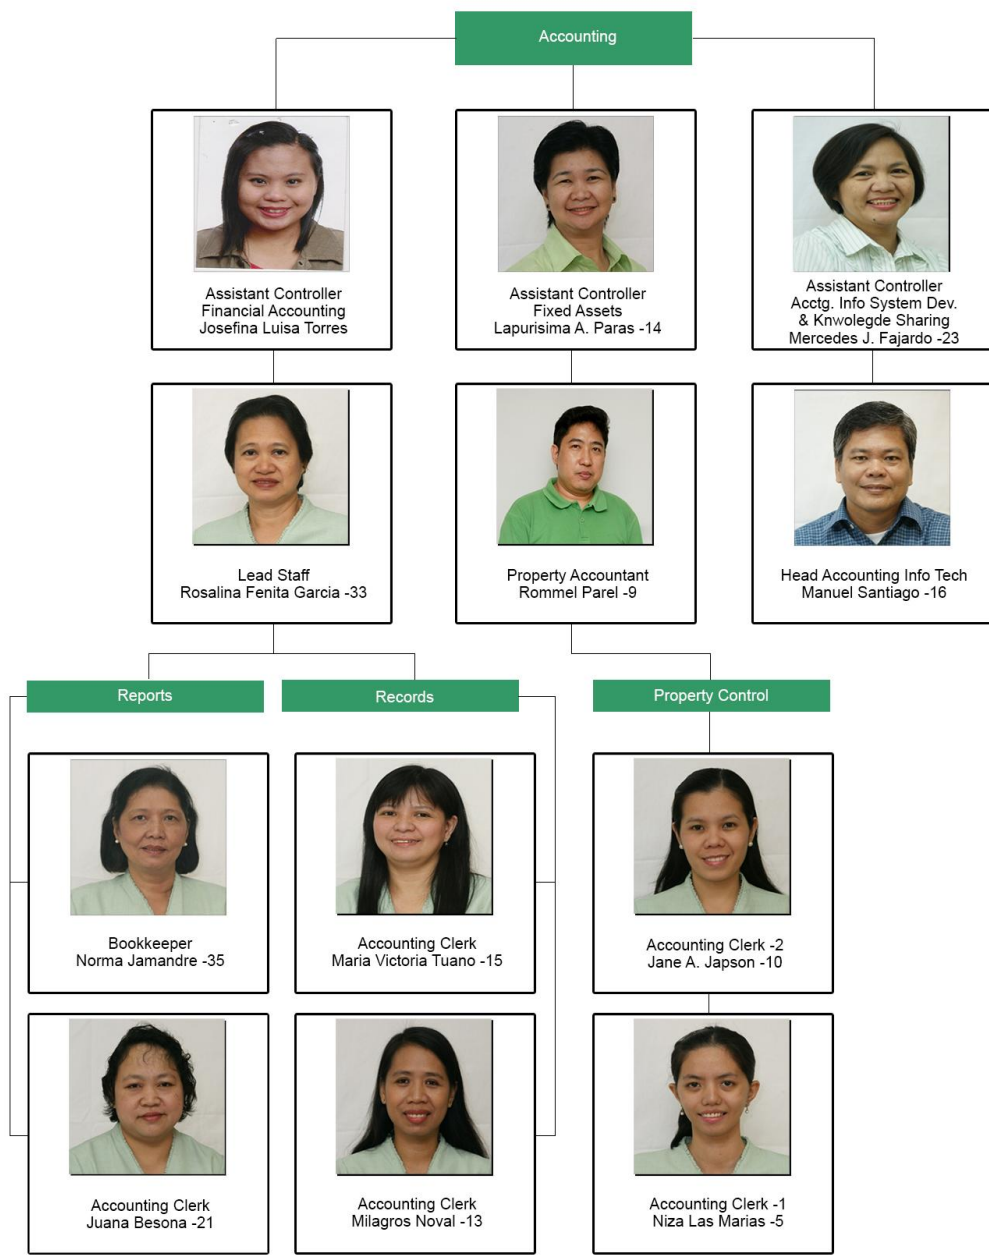 Accounting
Assistant Controller
Financial Accounting
Josefina Luisa Torres
Assistant Controller
Fixed Assets
Lapurisima A. Paras -14
Assistant Controller
Acctg. Info System Dev.
& Knwolegde Sharing
Mercedes J. Fajardo -23
Lead Staff
Rosalina Fenita Garcia -33
Property Accountant
Rommel Parel -9
Head Accounting Info Tech
Manuel Santiago -16
Reports
Records
Property Control
Bookkeeper
Norma Jamandre -35
Accounting Clerk
Maria Victoria Tuano -15
Accounting Clerk -2
Jane A. Japson -10
Accounting Clerk
Juana Besona -21
Accounting Clerk
Milagros Noval -13
Accounting Clerk -1
Niza Las Marias -5